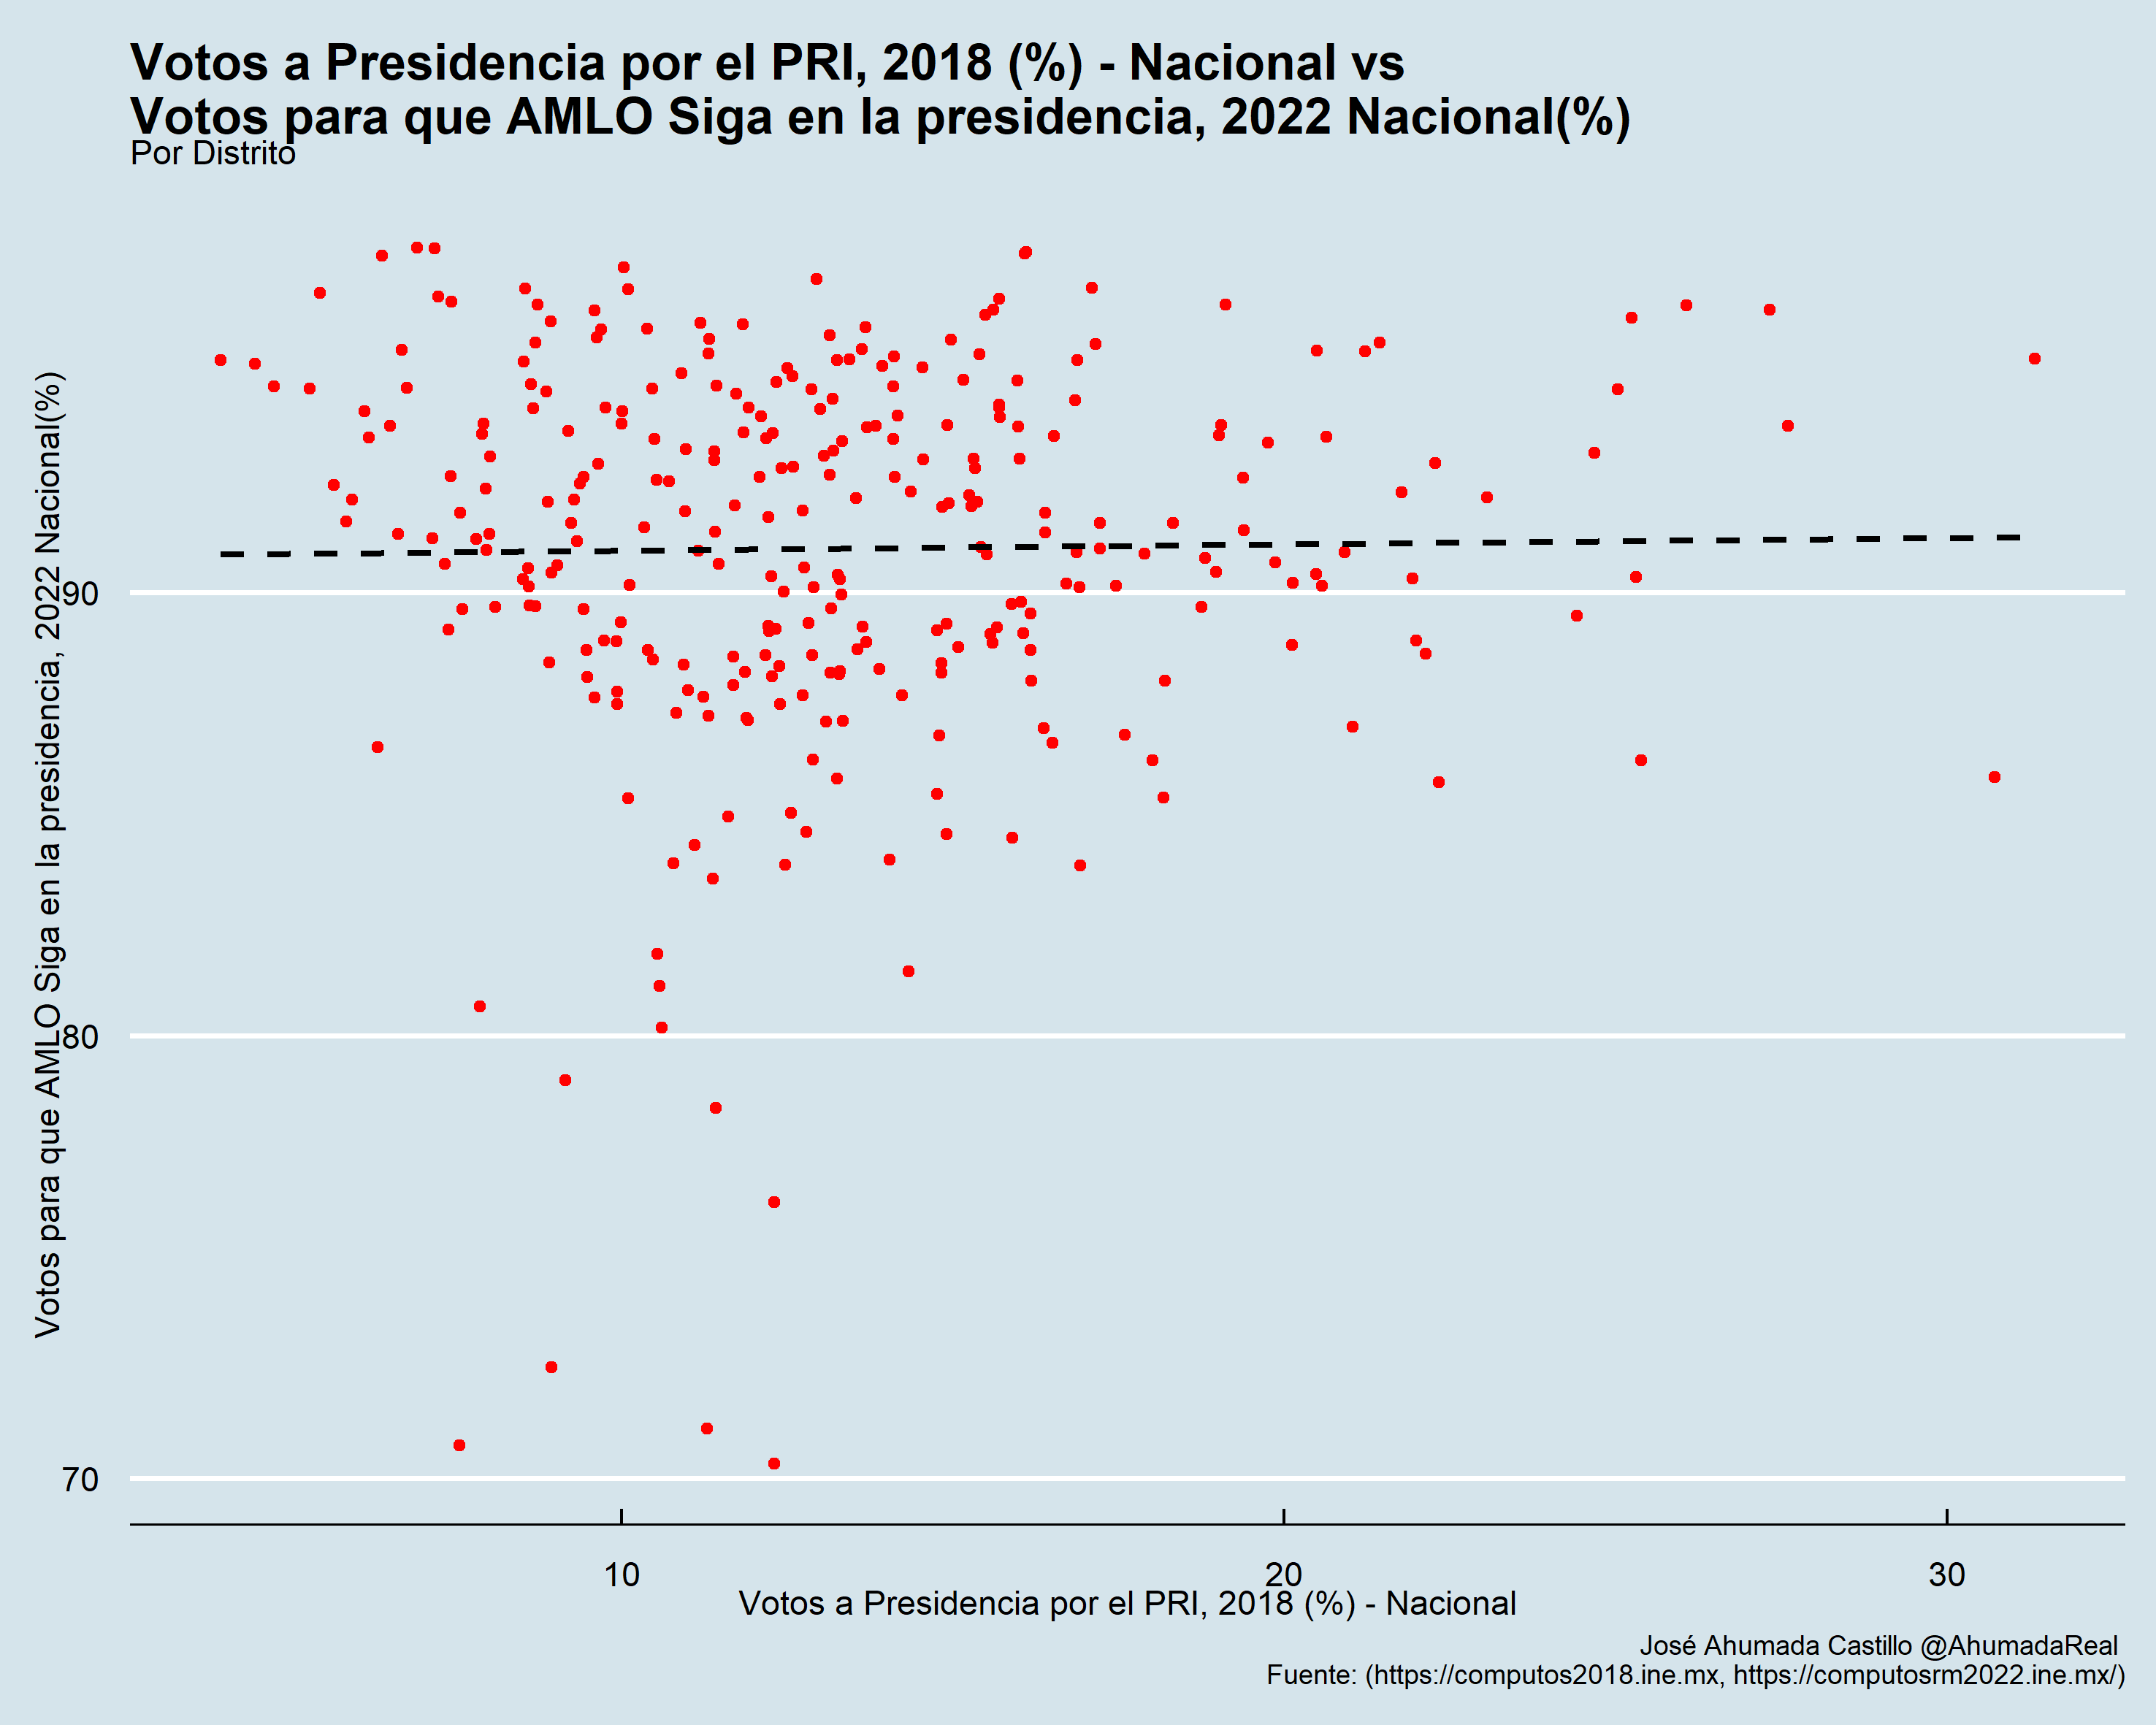 Votos a Presidencia por el PRI, 2018 (%) - Nacional vs
Votos para que AMLO Siga en la presidencia, 2022 Nacional(%)
Por Distrito
Votos para que AMLO Siga en la presidencia, 2022 Nacional(%)
90
80
70
10 20 30
Votos a Presidencia por el PRI, 2018 (%) - Nacional
José Ahumada Castillo @AhumadaReal
Fuente: (https://computos2018.ine.mx, https://computosrm2022.ine.mx/)